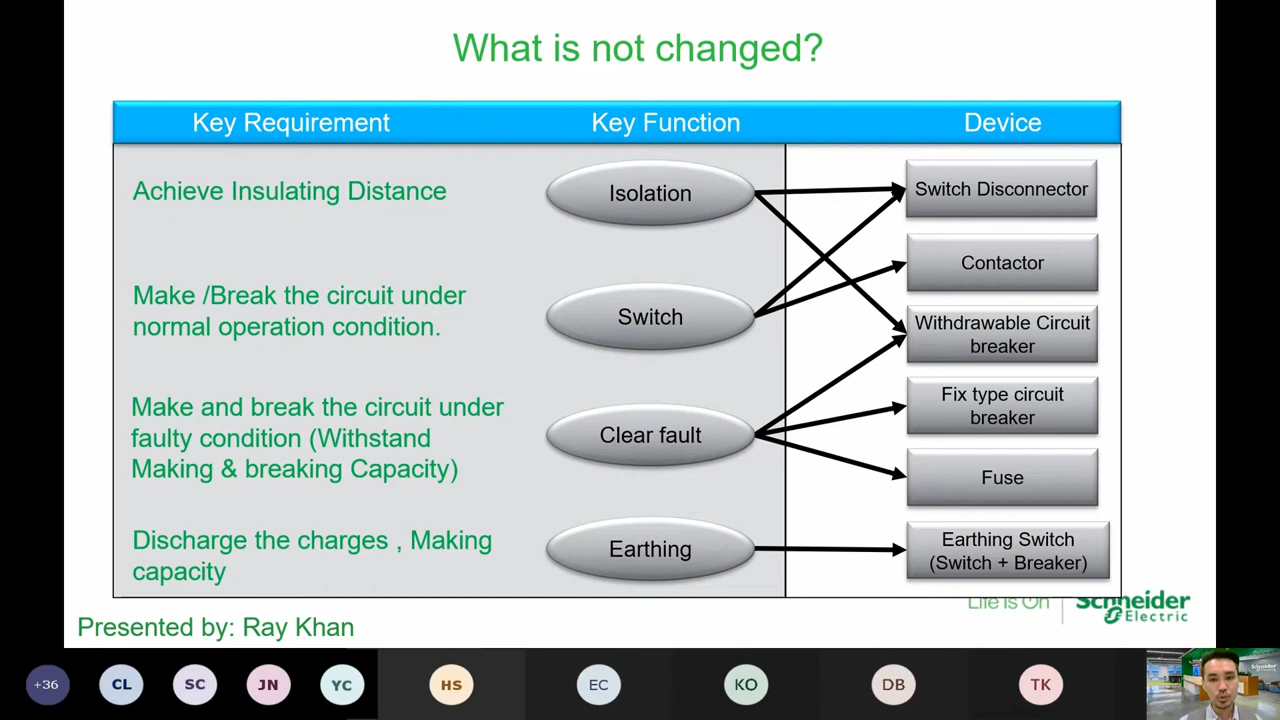 What is not changed?
Key Requirement
Key Function
Device
Achieve Insulating Distance
Isolation
Switch Disconnector
Contactor
Make /Break the circuit under
normal operation condition.
Switch
Withdrawable Circuit
breaker
Make and break the circuit under
faulty condition (Withstand
Making & breaking Capacity)
Clear fault
Fix type circuit
breaker
Fuse
Discharge the charges , Making
capacity
Earthing
Earthing Switch
(Switch + Breaker)
Life Is On
Schneider
Electric
Presented by: Ray Khan
+36
CL
SC
JN
YC
HS
EC
KO
DB
TK